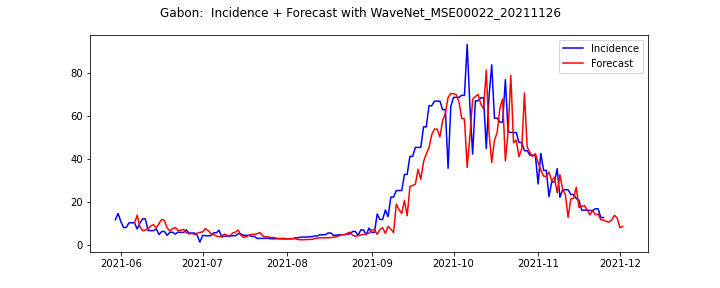 Gabon:  Incidence + Forecast with WaveNet_MSE00022_20211126
Incidence
Forecast
80
60
40
20
0
2021-06 2021-07 2021-08 2021-09 2021-10 2021-11 2021-12